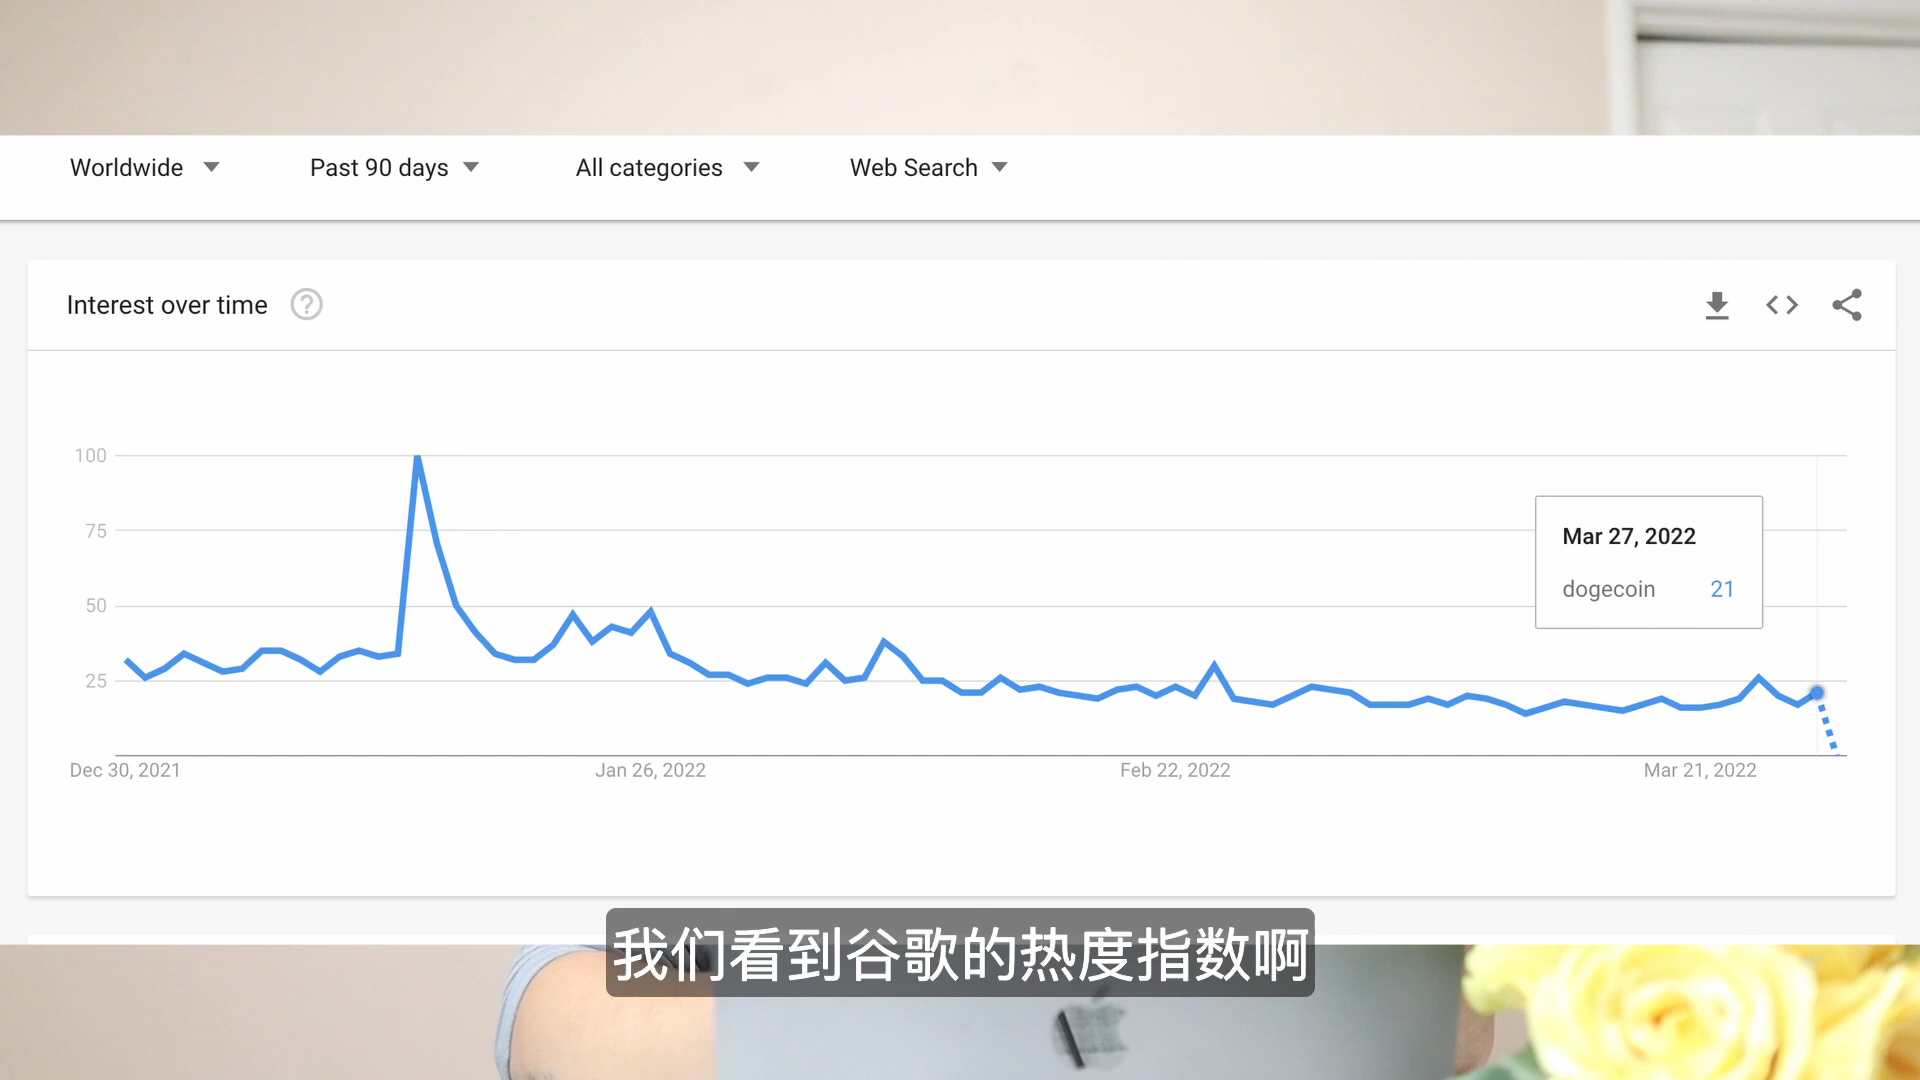 Worldwide Past 90 days All categories Web Search
Interest over time ?
100
75
50
25
Mar 27, 2022
dogecoin 21
Dec 30, 2021 Jan 26, 2022 Feb 22, 2022 Mar 21, 2022
我们看到谷歌的热度指数啊